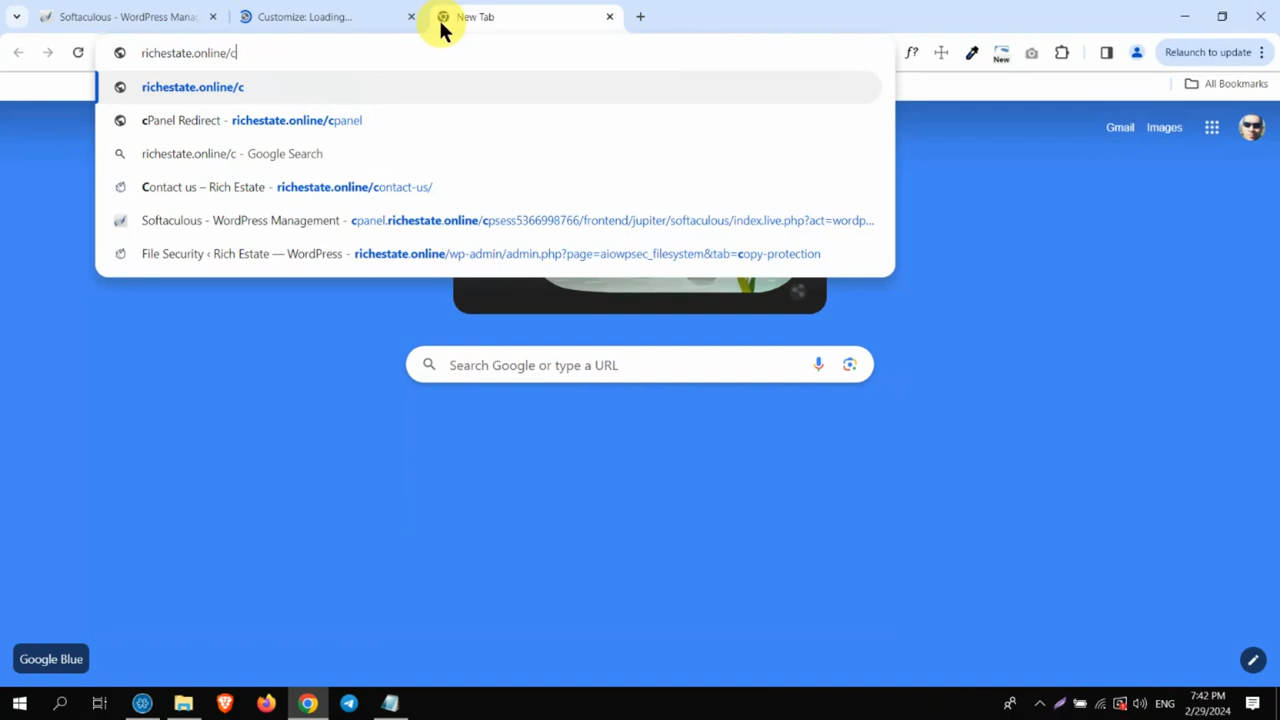 Softaculous - WordPress Mana
Customize: Loading...
New Tab
richestate.online/c
New
Relaunch to update
richestate.online/c
cPanel Redirect - richestate.online/cpanel
richestate.online/c - Google Search
Contact us – Rich Estate - richestate.online/contact-us/
Softaculous - WordPress Management - cpanel.richestate.online/cpsess5366998766/frontend/jupiter/softaculous/index.live.php?act=wordp...
File Security ‹ Rich Estate — WordPress - richestate.online/wp-admin/admin.php?page=aiowpsec_filesystem&tab=copy-protection
All Bookmarks
Gmail
Images
Search Google or type a URL
Google Blue
ENG
7:42 PM
2/29/2024